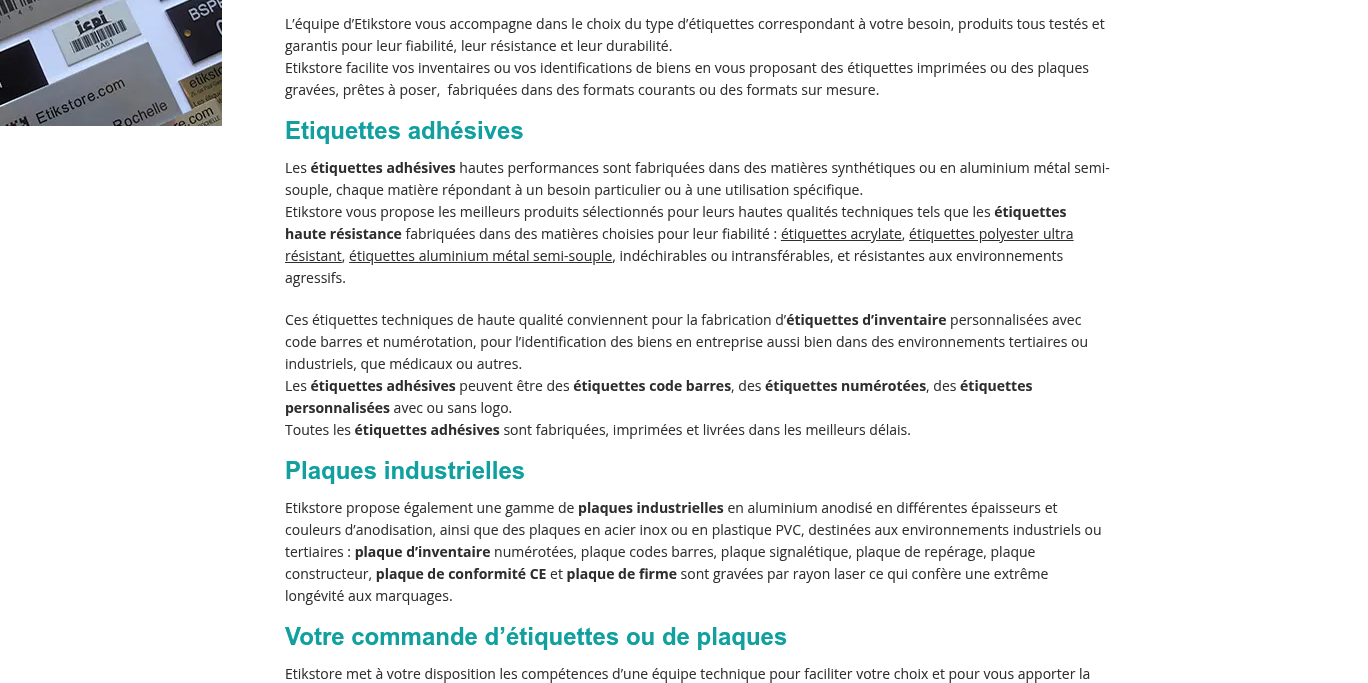 BSP
icpi
1A61
Etikstore.com
Rochelle
L’équipe d’Etikstore vous accompagne dans le choix du type d’étiquettes correspondant à votre besoin, produits tous testés et
garantis pour leur fiabilité, leur résistance et leur durabilité.
Etikstore facilite vos inventaires ou vos identifications de biens en vous proposant des étiquettes imprimées ou des plaques
gravées, prêtes à poser,  fabriquées dans des formats courants ou des formats sur mesure.
Etiquettes adhésives
Les étiquettes adhésives hautes performances sont fabriquées dans des matières synthétiques ou en aluminium métal semi-
souple, chaque matière répondant à un besoin particulier ou à une utilisation spécifique.
Etikstore vous propose les meilleurs produits sélectionnés pour leurs hautes qualités techniques tels que les étiquettes
haute résistance fabriquées dans des matières choisies pour leur fiabilité : étiquettes acrylate, étiquettes polyester ultra
résistant, étiquettes aluminium métal semi-souple, indéchirables ou intransférables, et résistantes aux environnements
agressifs.
Ces étiquettes techniques de haute qualité conviennent pour la fabrication d’étiquettes d’inventaire personnalisées avec
code barres et numérotation, pour l’identification des biens en entreprise aussi bien dans des environnements tertiaires ou
industriels, que médicaux ou autres.
Les étiquettes adhésives peuvent être des étiquettes code barres, des étiquettes numérotées, des étiquettes
personnalisées avec ou sans logo.
Toutes les étiquettes adhésives sont fabriquées, imprimées et livrées dans les meilleurs délais.
Plaques industrielles
Etikstore propose également une gamme de plaques industrielles en aluminium anodisé en différentes épaisseurs et
couleurs d’anodisation, ainsi que des plaques en acier inox ou en plastique PVC, destinées aux environnements industriels ou
tertiaires : plaque d’inventaire numérotées, plaque codes barres, plaque signalétique, plaque de repérage, plaque
constructeur, plaque de conformité CE et plaque de firme sont gravées par rayon laser ce qui confère une extrême
longévité aux marquages.
Votre commande d’étiquettes ou de plaques
Etikstore met à votre disposition les compétences d’une équipe technique pour faciliter votre choix et pour vous apporter la